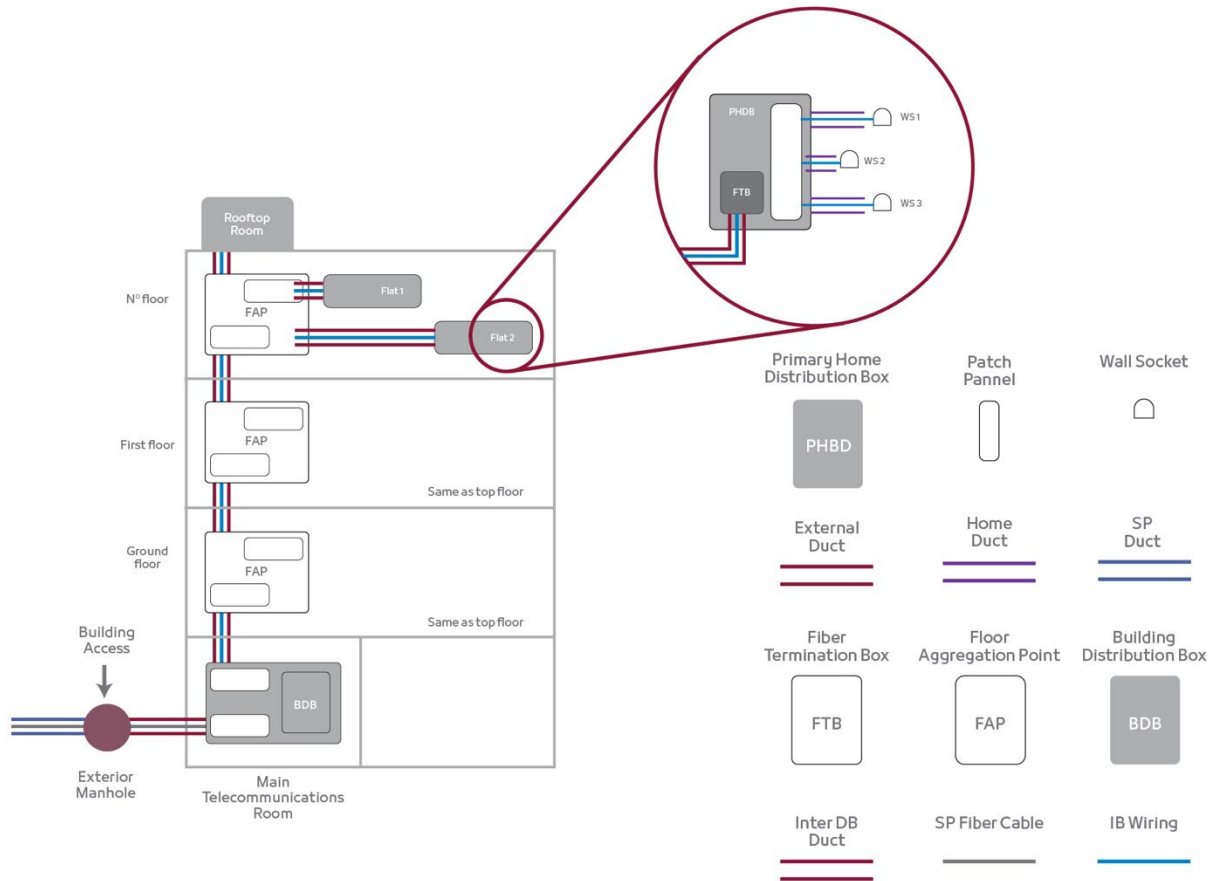 PHDB
WS1
WS2
FTB
WS3
Rooftop
Room
Nº floor
FAP
Flat 1
Flat 2
First floor
FAP
Same as top floor
Ground
floor
FAP
Same as top floor
Building
Access
BDB
Exterior
Manhole
Main
Telecommunications
Room
Primary Home
Distribution Box
PHBD
Patch
Pannel
Wall Socket
External
Duct
Home
Duct
SP
Duct
Fiber
Termination Box
FTB
Floor
Aggregation Point
FAP
Building
Distribution Box
BDB
Inter DB
Duct
SP Fiber Cable
IB Wiring